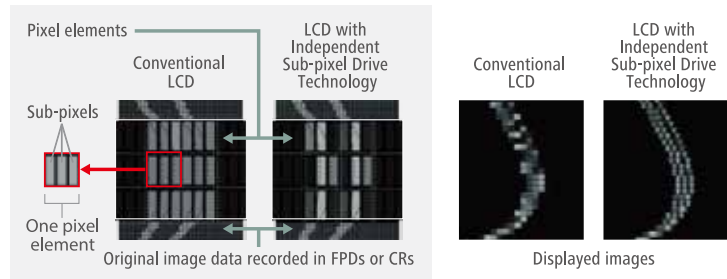 Pixel elements
Conventional
LCD
LCD with
Independent
Sub-pixel Drive
Technology
Sub-pixels
One pixel
element
Original image data recorded in FPDs or CRs
Conventional
LCD
LCD with
Independent
Sub-pixel Drive
Technology
Displayed images